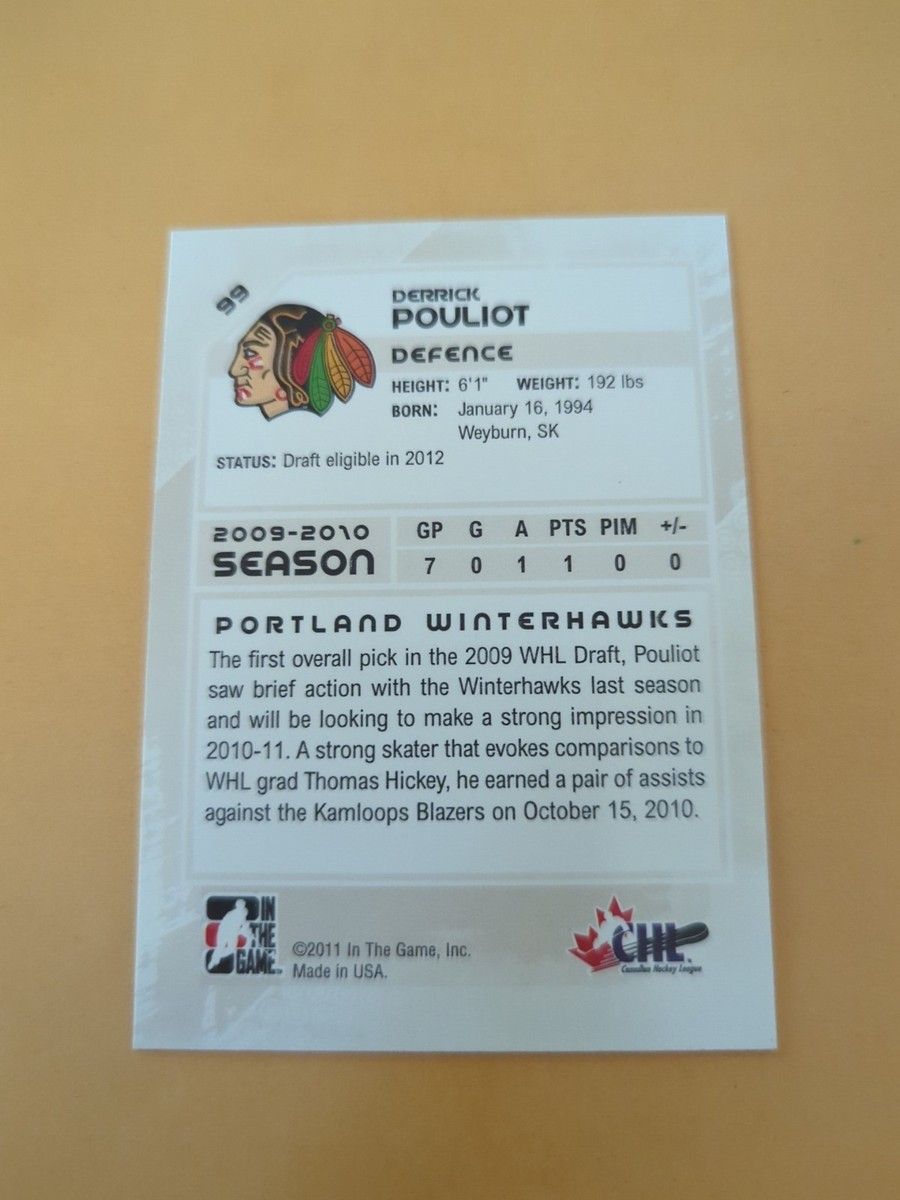 99
DERRICK
POULIOT
DEFENCE
HEIGHT: 6'1" WEIGHT: 192 lbs
BORN: January 16, 1994
Weyburn, SK
STATUS: Draft eligible in 2012
2009-2010 GP G A PTS PIM +/-
SEASON 7 0 1 1 0 0
PORTLAND WINTERHAWKS
The first overall pick in the 2009 WHL Draft, Pouliot
saw brief action with the Winterhawks last season
and will be looking to make a strong impression in
2010-11. A strong skater that evokes comparisons to
WHL grad Thomas Hickey, he earned a pair of assists
against the Kamloops Blazers on October 15, 2010.
IN
THE
GAME
©2011 In The Game, Inc.
Made in USA.
CHL
Canadian Hockey League